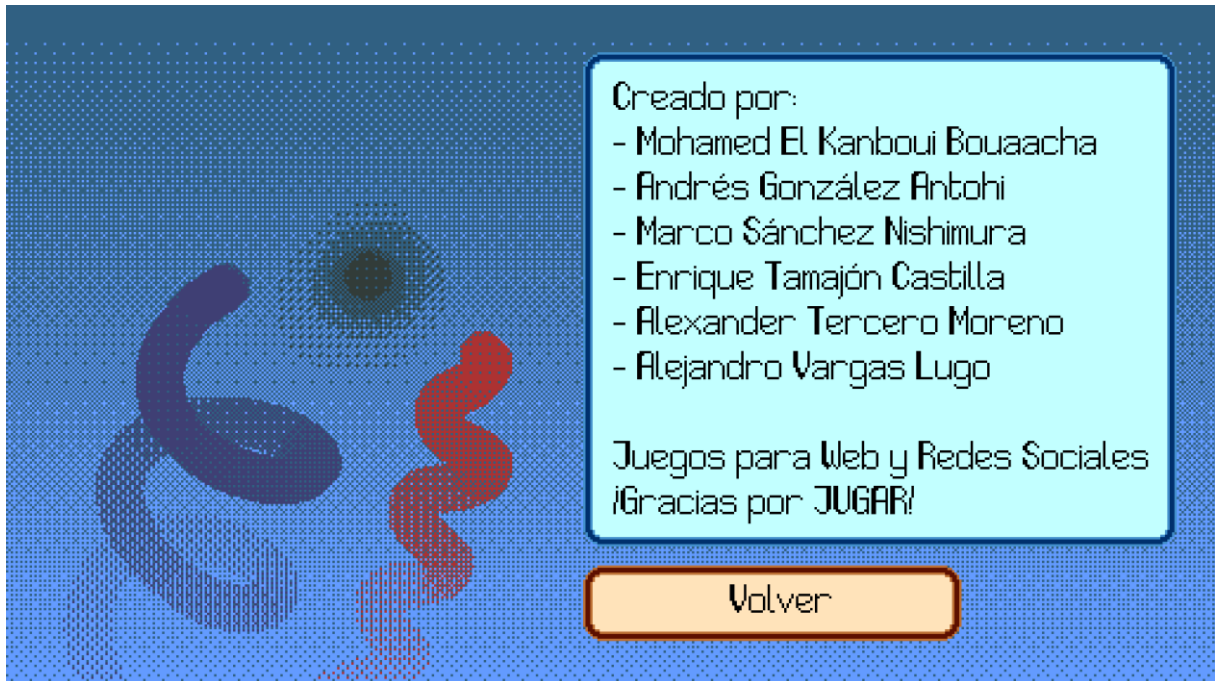 Creado por:
- Mohamed El Kanboui Bouaacha
- Andrés González Antohi
- Marco Sánchez Nishimura
- Enrique Tamajón Castilla
- Alexander Tercero Moreno
- Alejandro Vargas Lugo
Juegos para Web y Redes Sociales
¡Gracias por JUGAR!
Volver